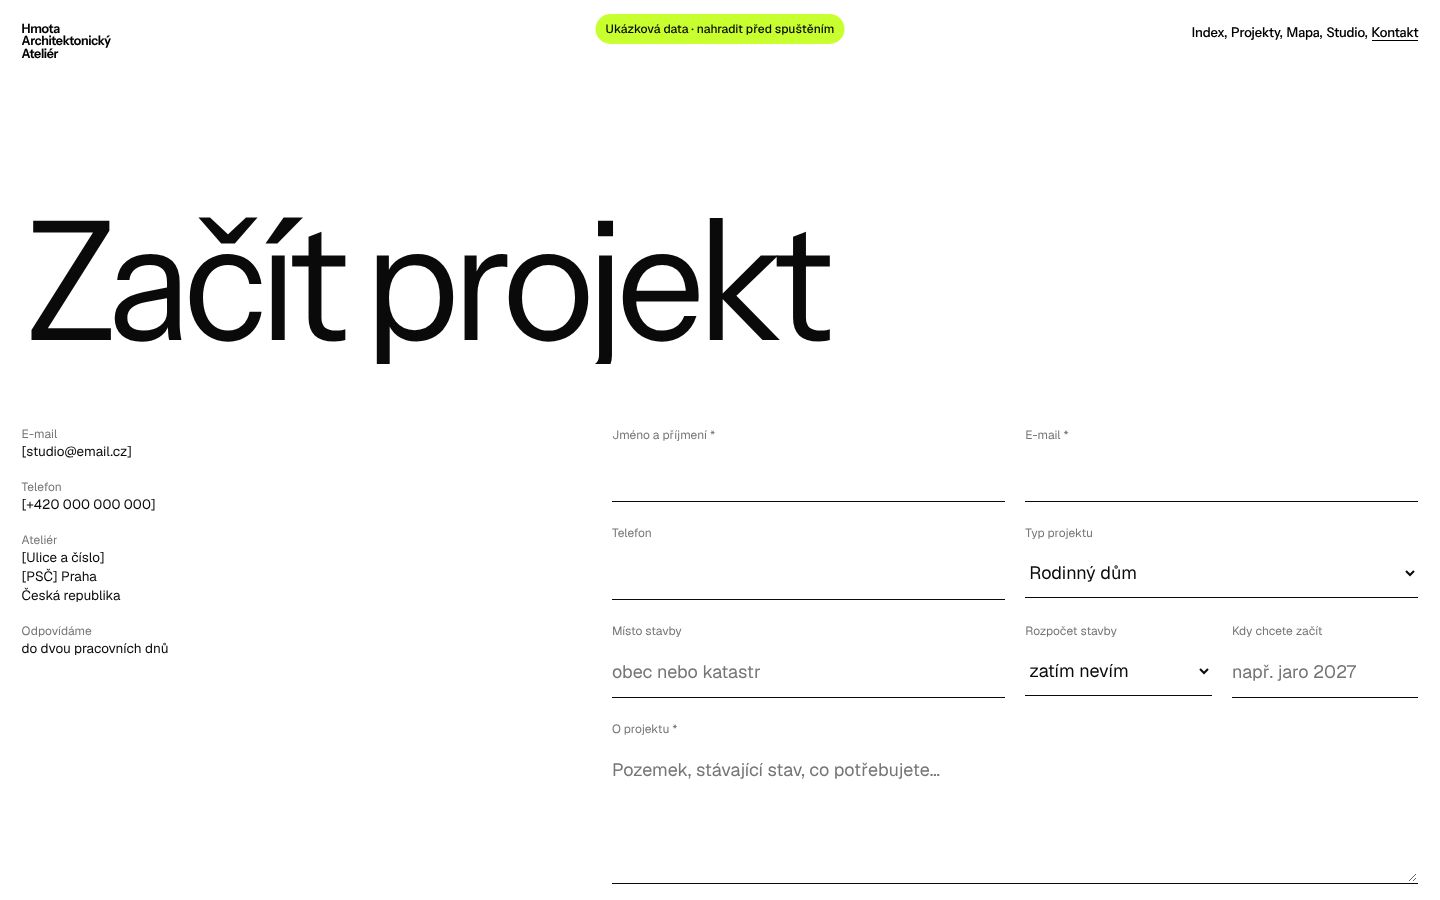 Hmota
Architektonický
Ateliér
Ukázková data · nahradit před spuštěním
Index, Projekty, Mapa, Studio, Kontakt
Začít projekt
E-mail
[studio@email.cz]
Telefon
[+420 000 000 000]
Ateliér
[Ulice a číslo]
[PSČ] Praha
Česká republika
Odpovídáme
do dvou pracovních dnů
Jméno a příjmení *
E-mail *
Telefon
Typ projektu
Rodinný dům
Místo stavby
obec nebo katastr
Rozpočet stavby
zatím nevím
Kdy chcete začít
např. jaro 2027
O projektu *
Pozemek, stávající stav, co potřebujete…